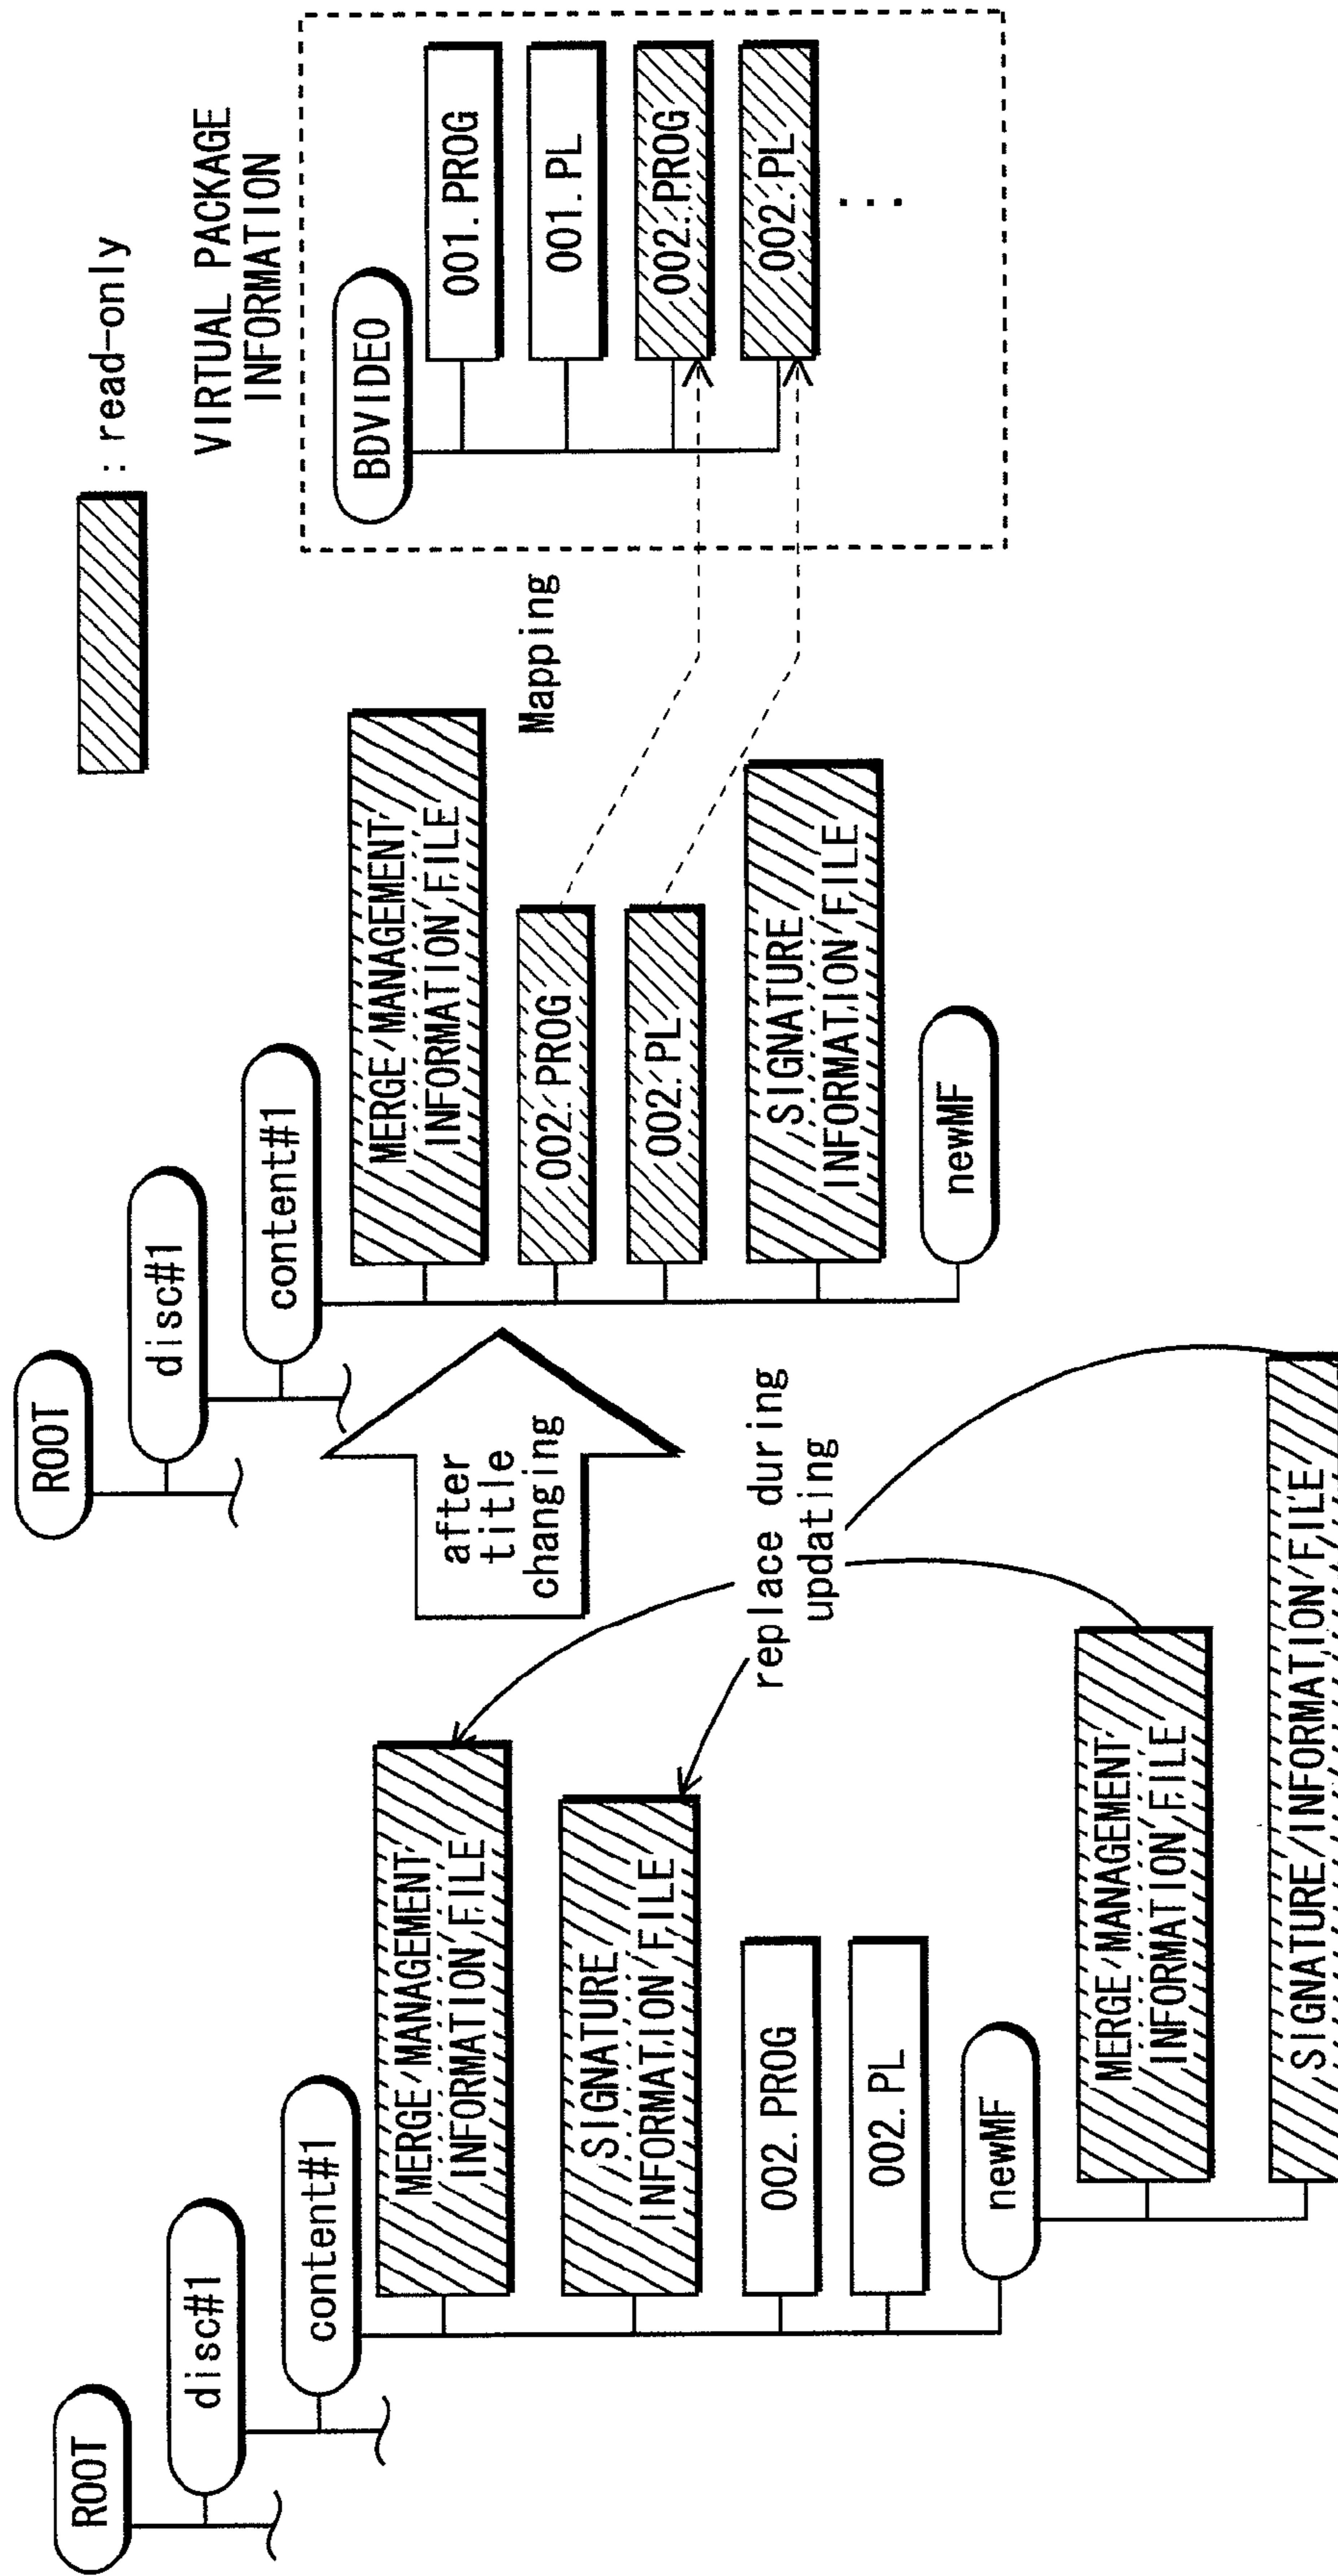 : read-only
ROOT
disc#1
content#1
MERGE MANAGEMENT
INFORMATION FILE
SIGNATURE
INFORMATION FILE
002.PROG
002.PL
newMF
MERGE MANAGEMENT
INFORMATION FILE
SIGNATURE INFORMATION FILE
replace during
updating
after
title
changing
ROOT
disc#1
content#1
MERGE MANAGEMENT
INFORMATION FILE
002.PROG
002.PL
SIGNATURE
INFORMATION FILE
newMF
Mapping
VIRTUAL PACKAGE
INFORMATION
BDVIDEO
001.PROG
001.PL
002.PROG
002.PL
...